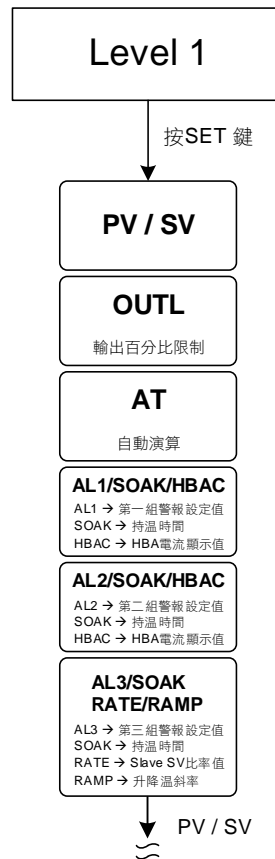 Level 1
按SET 鍵
PV / SV
OUTL
輸出百分比限制
AT
自動演算
AL1/SOAK/HBAC
AL1 → 第一組警報設定值
SOAK → 持温時間
HBAC → HBA電流顯示值
AL2/SOAK/HBAC
AL2 → 第二組警報設定值
SOAK → 持温時間
HBAC → HBA電流顯示值
AL3/SOAK
RATE/RAMP
AL3 → 第三組警報設定值
SOAK → 持温時間
RATE → Slave SV比率值
RAMP → 升降温斜率
PV / SV